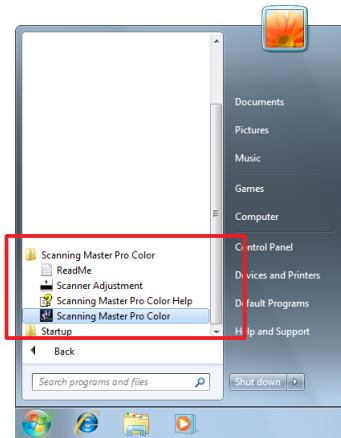 Documents
Pictures
Music
Games
Computer
Control Panel
Devices and Printers
Default Programs
Help and Support
Scanning Master Pro Color
ReadMe
Scanner Adjustment
Scanning Master Pro Color Help
Scanning Master Pro Color
Startup
Back
Search programs and files
Shut down